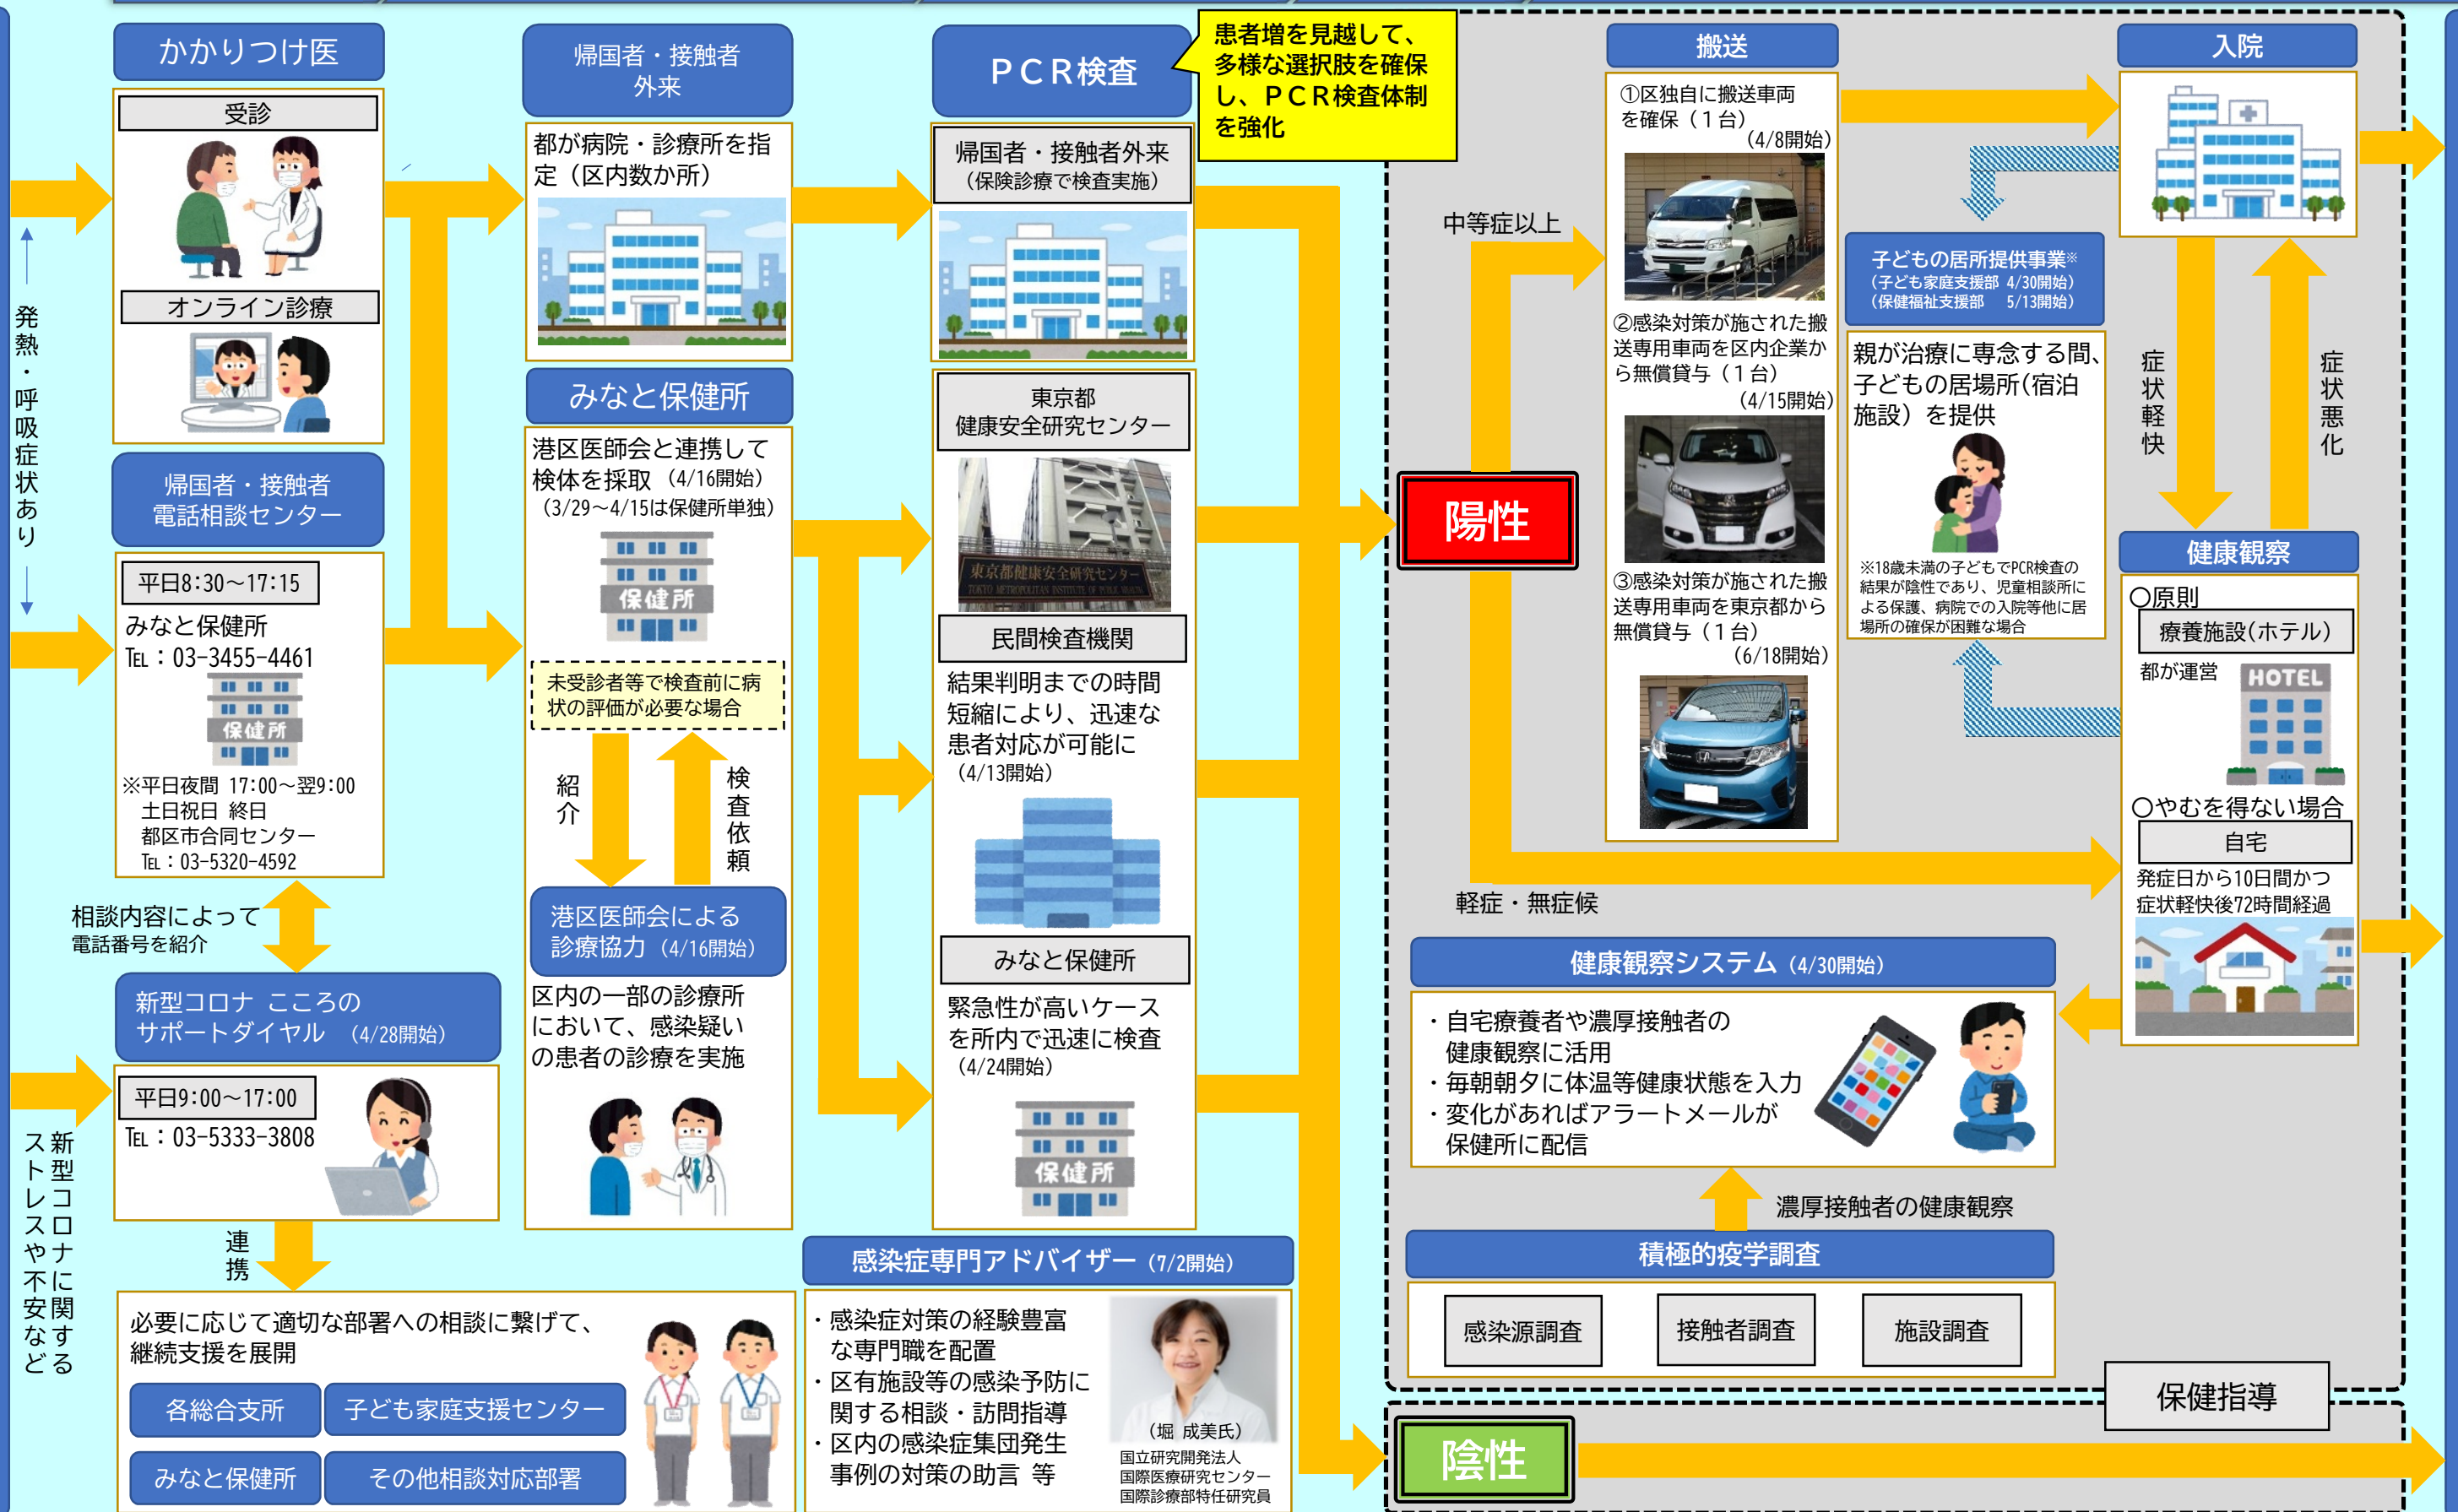 かかりつけ医
受診
オンライン診療
発熱・呼吸症状あり
帰国者・接触者
電話相談センター
平日8:30～17:15
みなと保健所
℡：03-3455-4461
保健所
※平日夜間 17:00～翌9:00
土日祝日 終日
都区市合同センター
℡：03-5320-4592
相談内容によって
電話番号を紹介
新型コロナ こころの
サポートダイヤル （4/28開始）
平日9:00～17:00
℡：03-5333-3808
新型コロナに関する
ストレスや不安など
連携
必要に応じて適切な部署への相談に繋げて、
継続支援を展開
各総合支所
子ども家庭支援センター
みなと保健所
その他相談対応部署
帰国者・接触者
外来
都が病院・診療所を指
定（区内数か所）
みなと保健所
港区医師会と連携して
検体を採取 （4/16開始）
（3/29～4/15は保健所単独）
保健所
未受診者等で検査前に病
状の評価が必要な場合
紹介
検査依頼
港区医師会による
診療協力 （4/16開始）
区内の一部の診療所
において、感染疑い
の患者の診療を実施
ＰＣＲ検査
患者増を見越して、
多様な選択肢を確保
し、ＰＣＲ検査体制
を強化
帰国者・接触者外来
（保険診療で検査実施）
東京都
健康安全研究センター
東京都健康安全研究センター
TOKYO METROPOLITAN INSTITUTE OF PUBLIC HEALTH
民間検査機関
結果判明までの時間
短縮により、迅速な
患者対応が可能に
（4/13開始）
みなと保健所
緊急性が高いケース
を所内で迅速に検査
（4/24開始）
保健所
感染症専門アドバイザー （7/2開始）
・感染症対策の経験豊富
な専門職を配置
・区有施設等の感染予防に
関する相談・訪問指導
・区内の感染症集団発生
事例の対策の助言 等
（堀 成美氏）
国立研究開発法人
国際医療研究センター
国際診療部特任研究員
陽性
中等症以上
軽症・無症候
搬送
①区独自に搬送車両
を確保（１台）
（4/8開始）
②感染対策が施された搬
送専用車両を区内企業か
ら無償貸与（１台）
（4/15開始）
③感染対策が施された搬
送専用車両を東京都から
無償貸与（１台）
（6/18開始）
入院
子どもの居所提供事業※
（子ども家庭支援部 4/30開始）
（保健福祉支援部 5/13開始）
親が治療に専念する間、
子どもの居場所（宿泊
施設）を提供
※18歳未満の子どもでPCR検査の
結果が陰性であり、児童相談所に
よる保護、病院での入院等他に居
場所の確保が困難な場合
症状軽快
症状悪化
健康観察
〇原則
療養施設（ホテル）
都が運営
HOTEL
〇やむを得ない場合
自宅
発症日から10日間かつ
症状軽快後72時間経過
健康観察システム （4/30開始）
・自宅療養者や濃厚接触者の
健康観察に活用
・毎朝朝夕に体温等健康状態を入力
・変化があればアラートメールが
保健所に配信
濃厚接触者の健康観察
積極的疫学調査
感染源調査
接触者調査
施設調査
保健指導
陰性